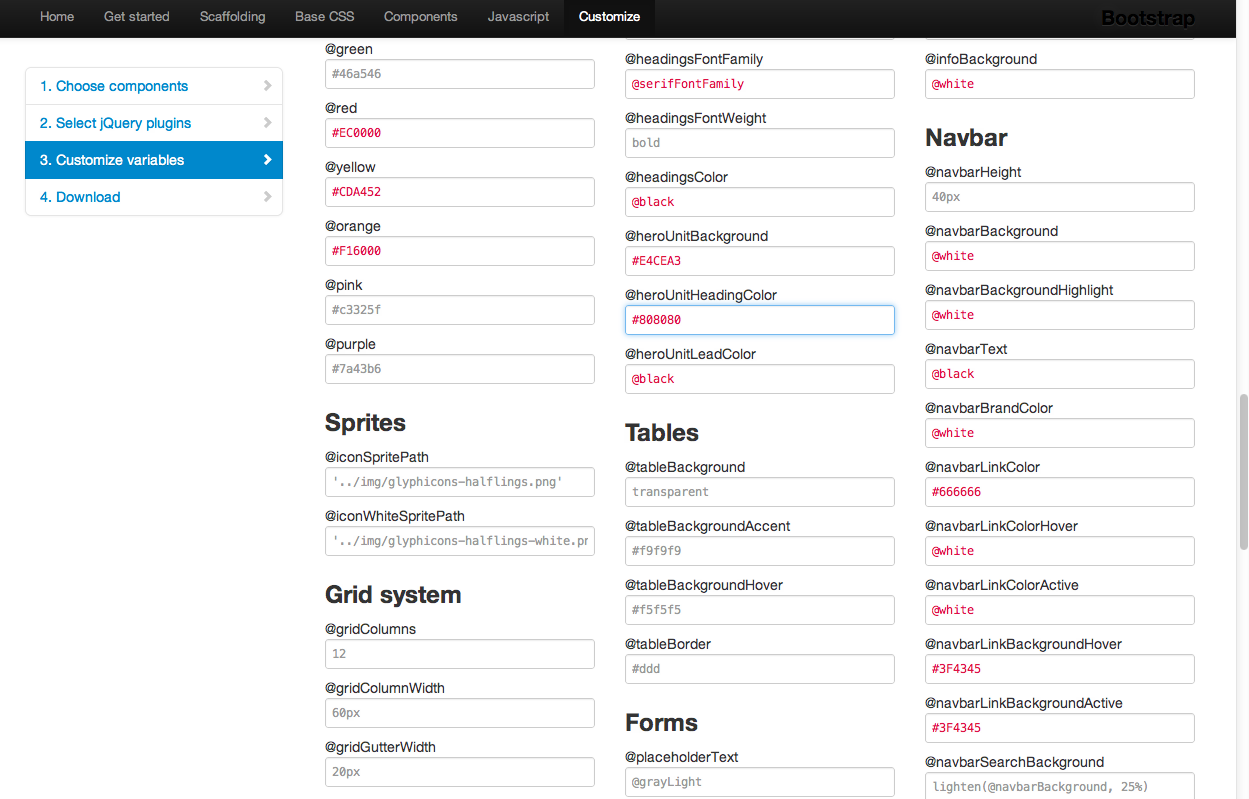 Home Get started Scaffolding Base CSS Components Javascript Customize Bootstrap
1. Choose components
2. Select jQuery plugins
3. Customize variables
4. Download
@green
#46a546
@red
#EC0000
@yellow
#CDA452
@orange
#F16000
@pink
#c3325f
@purple
#7a43b6
Sprites
@iconSpritePath
'../img/glyphicons-halflings.png'
@iconWhiteSpritePath
'../img/glyphicons-halflings-white.pn
Grid system
@gridColumns
12
@gridColumnWidth
60px
@gridGutterWidth
20px
@headingsFontFamily
@serifFontFamily
@headingsFontWeight
bold
@headingsColor
@black
@heroUnitBackground
#E4CEA3
@heroUnitHeadingColor
#808080
@heroUnitLeadColor
@black
Tables
@tableBackground
transparent
@tableBackgroundAccent
#f9f9f9
@tableBackgroundHover
#f5f5f5
@tableBorder
#ddd
Forms
@placeholderText
@grayLight
@infoBackground
@white
Navbar
@navbarHeight
40px
@navbarBackground
@white
@navbarBackgroundHighlight
@white
@navbarText
@black
@navbarBrandColor
@white
@navbarLinkColor
#666666
@navbarLinkColorHover
@white
@navbarLinkColorActive
@white
@navbarLinkBackgroundHover
#3F4345
@navbarLinkBackgroundActive
#3F4345
@navbarSearchBackground
lighten(@navbarBackground, 25%)